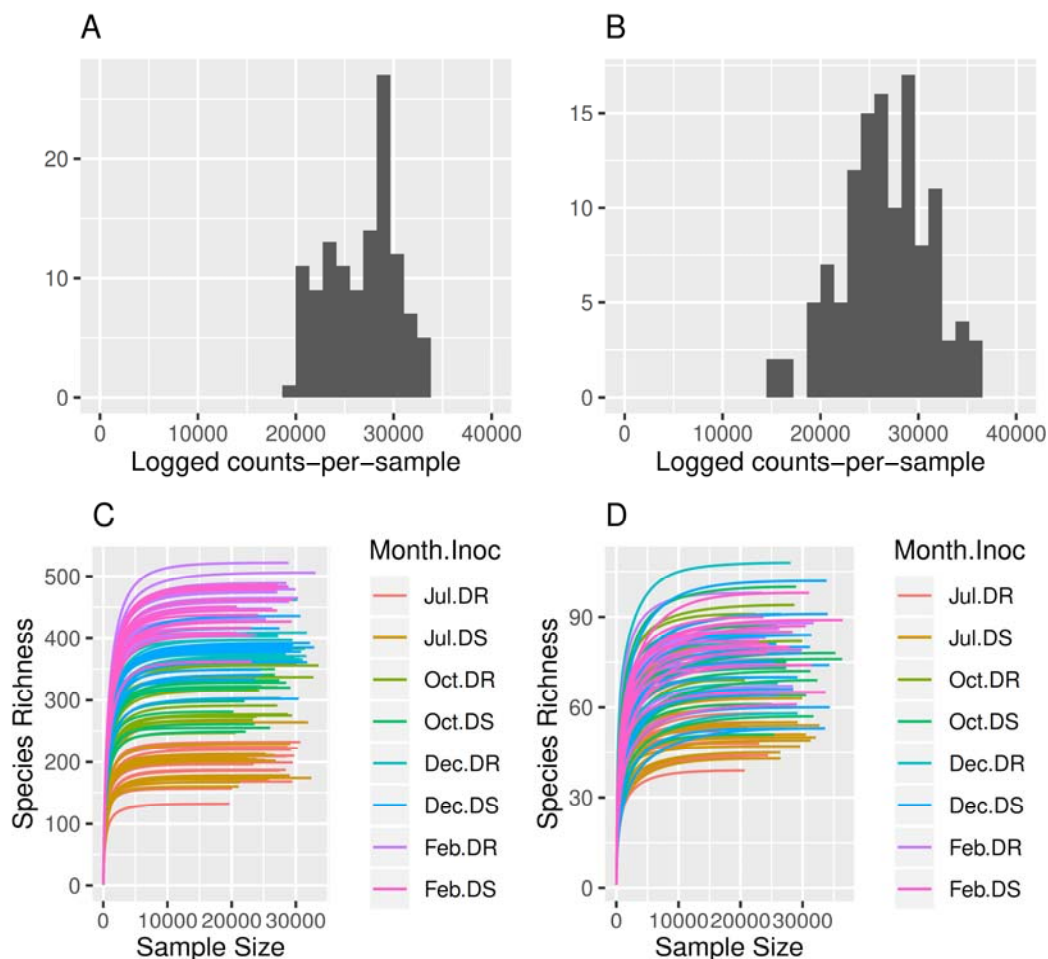 A
20
10
0
0 10000 20000 30000 40000
Logged counts-per-sample
B
15
10
5
0
0 10000 20000 30000 40000
Logged counts-per-sample
C
500
400
300
200
100
0
Species Richness
0 10000 20000 30000
Sample Size
Month.Inoc
Jul.DR
Jul.DS
Oct.DR
Oct.DS
Dec.DR
Dec.DS
Feb.DR
Feb.DS
D
90
60
30
0
Species Richness
0 10000 20000 30000
Sample Size
Month.Inoc
Jul.DR
Jul.DS
Oct.DR
Oct.DS
Dec.DR
Dec.DS
Feb.DR
Feb.DS